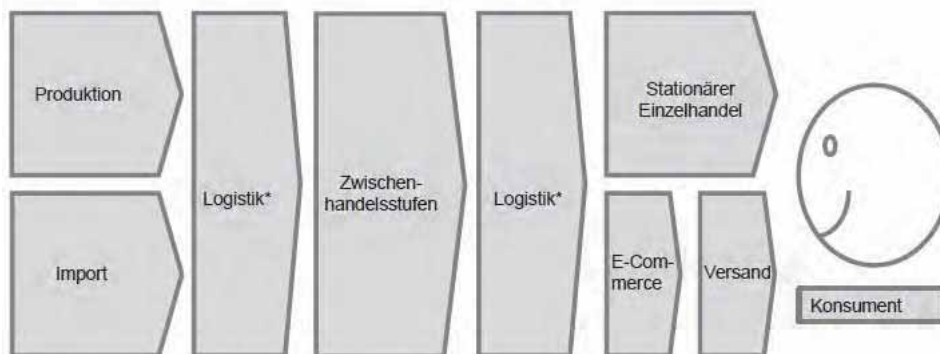 Produktion
Import
Logistik*
Zwischen-
handelsstufen
Logistik*
Stationärer
Einzelhandel
E-Com-
merce
Versand
Konsument